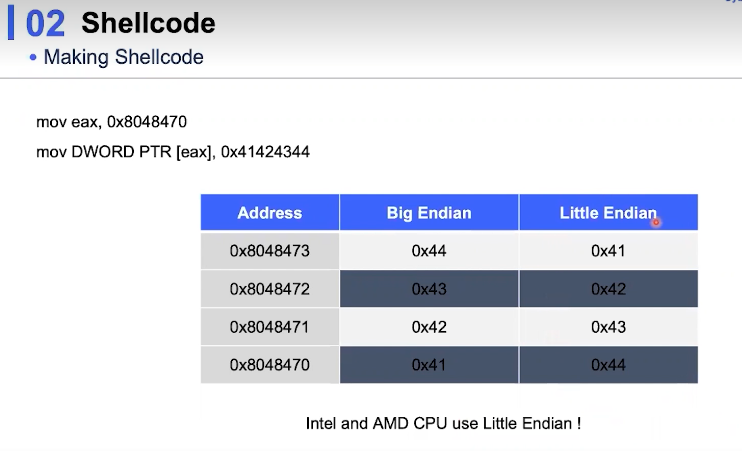 02 Shellcode
• Making Shellcode
mov eax, 0x8048470
mov DWORD PTR [eax], 0x41424344
Address Big Endian Little Endian
0x8048473 0x44 0x41
0x8048472 0x43 0x42
0x8048471 0x42 0x43
0x8048470 0x41 0x44
Intel and AMD CPU use Little Endian !